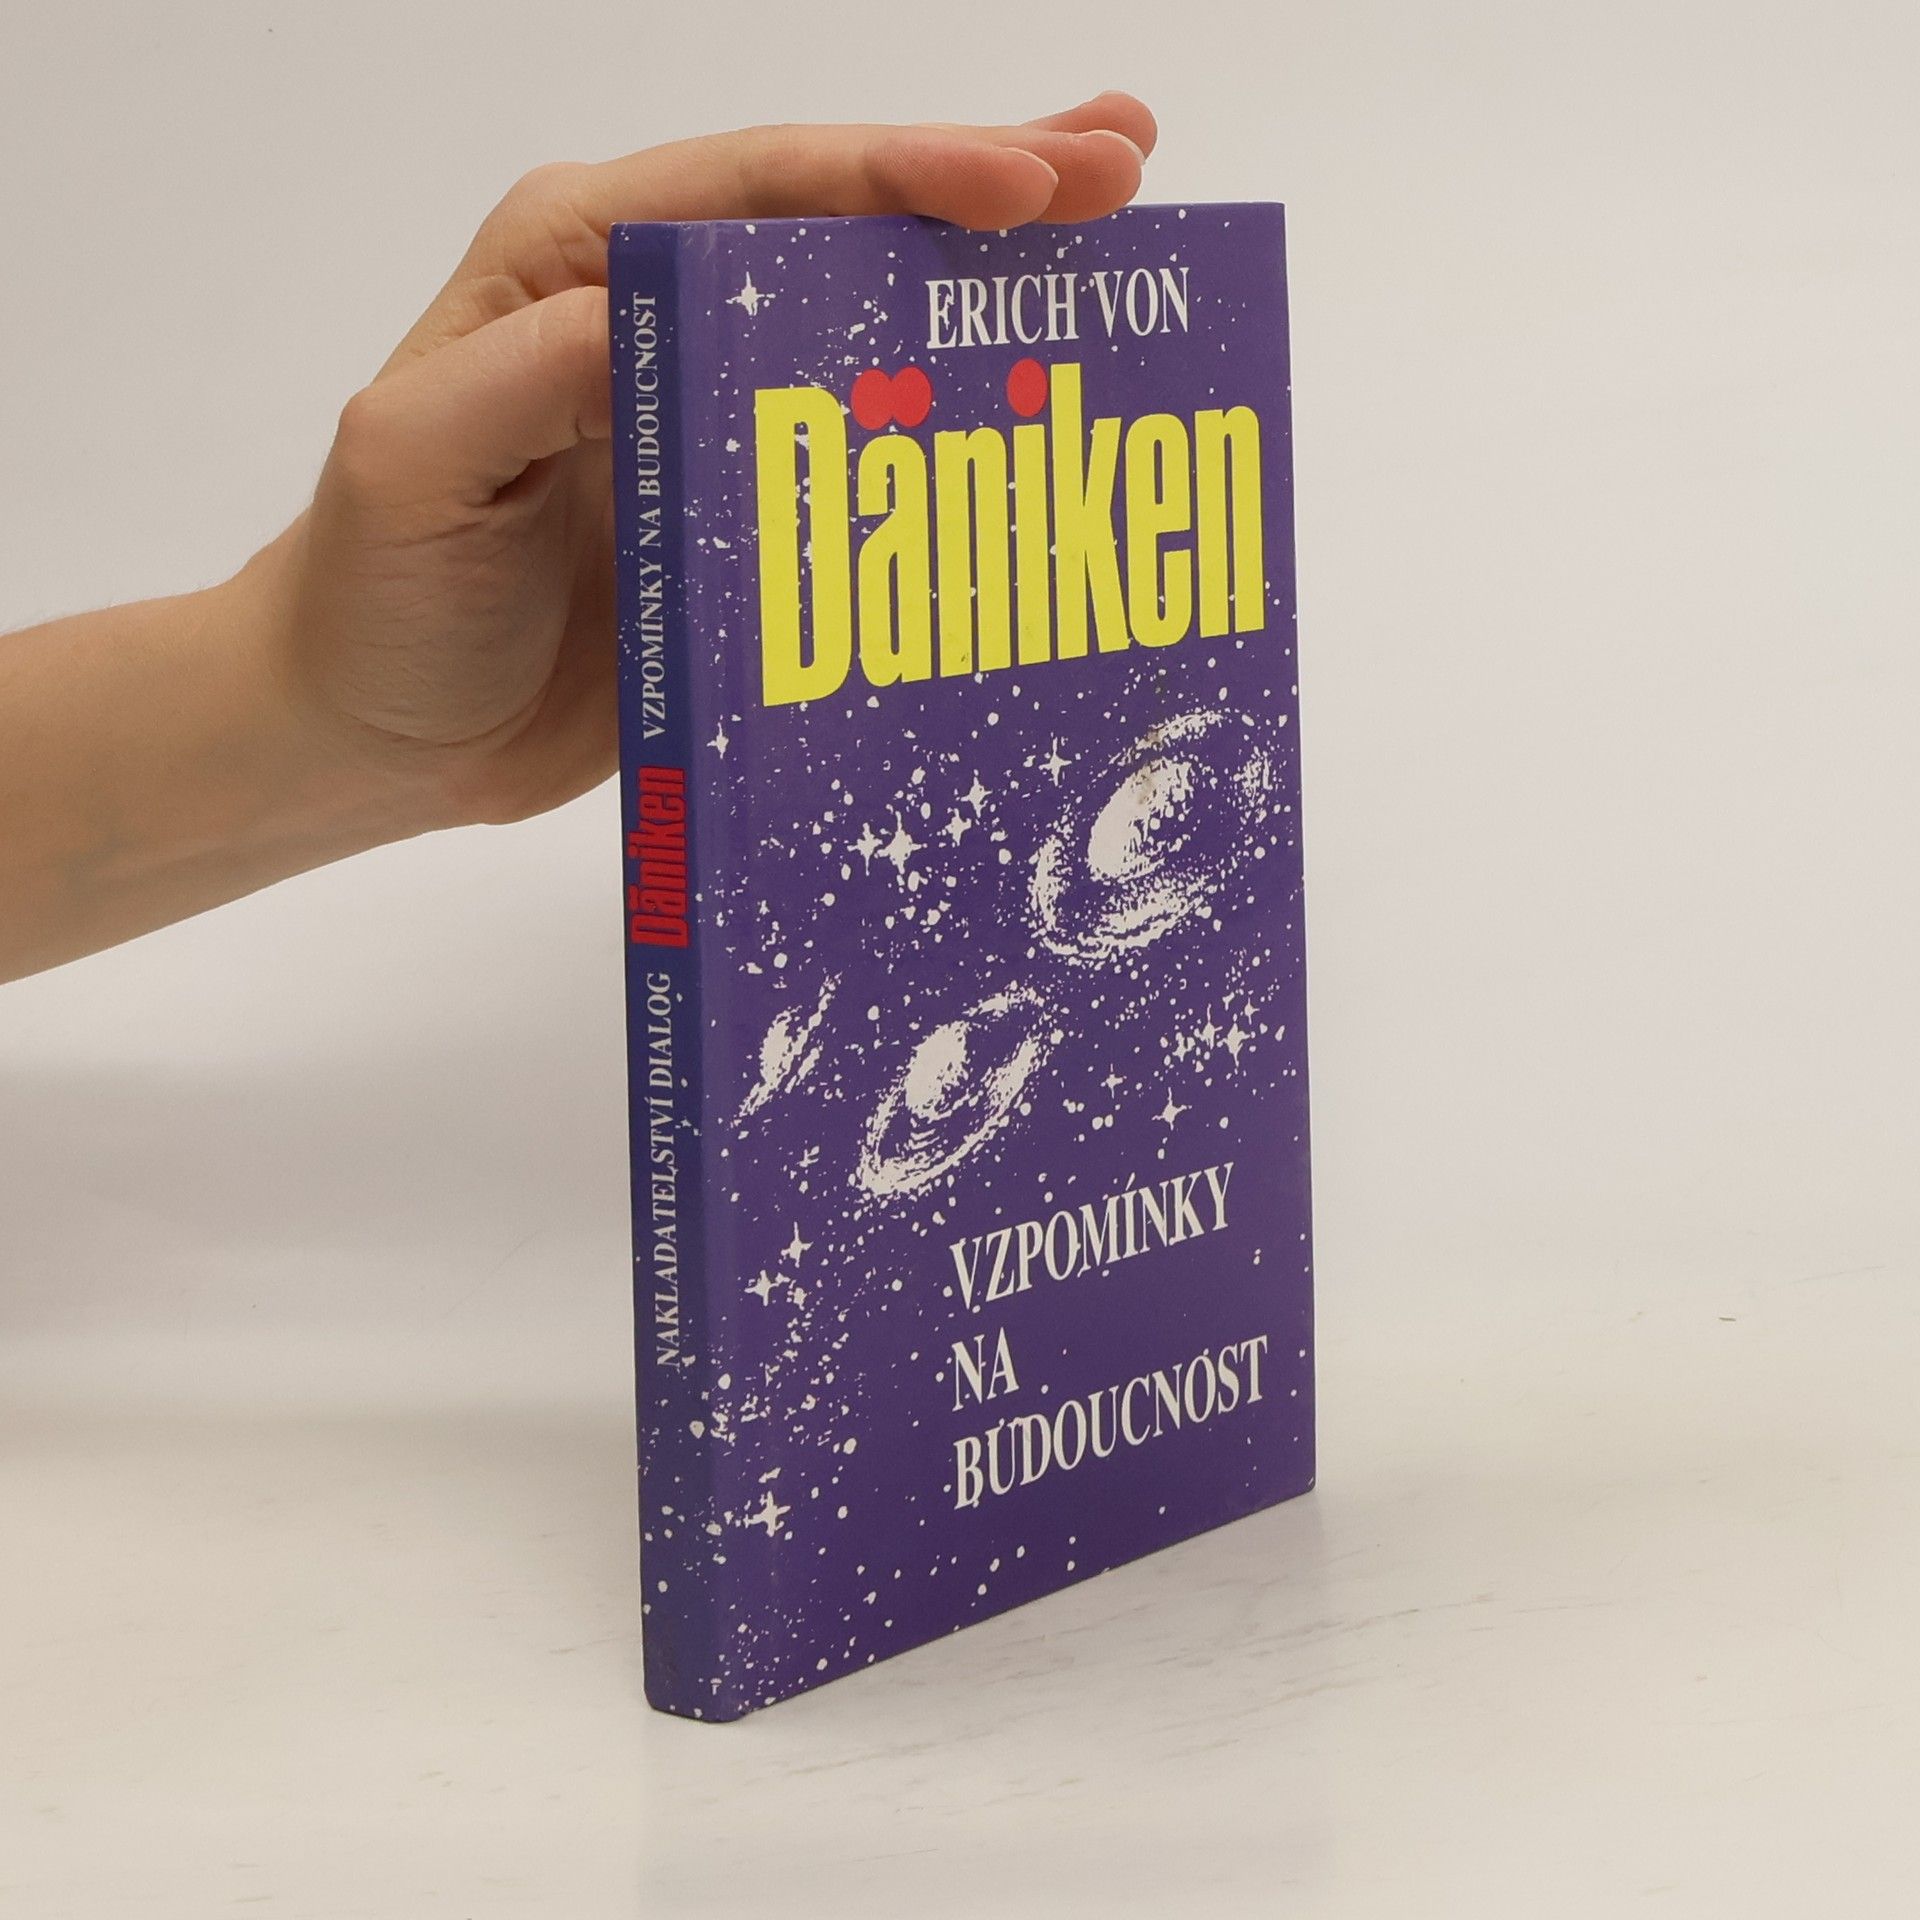 ERICH VON
Däniken
VZPOMÍNKY
NA
BUDOUCNOST
NAKLADATELSTVÍ DIALOG Däniken VZPOMÍNKY NA BUDOUCNOST